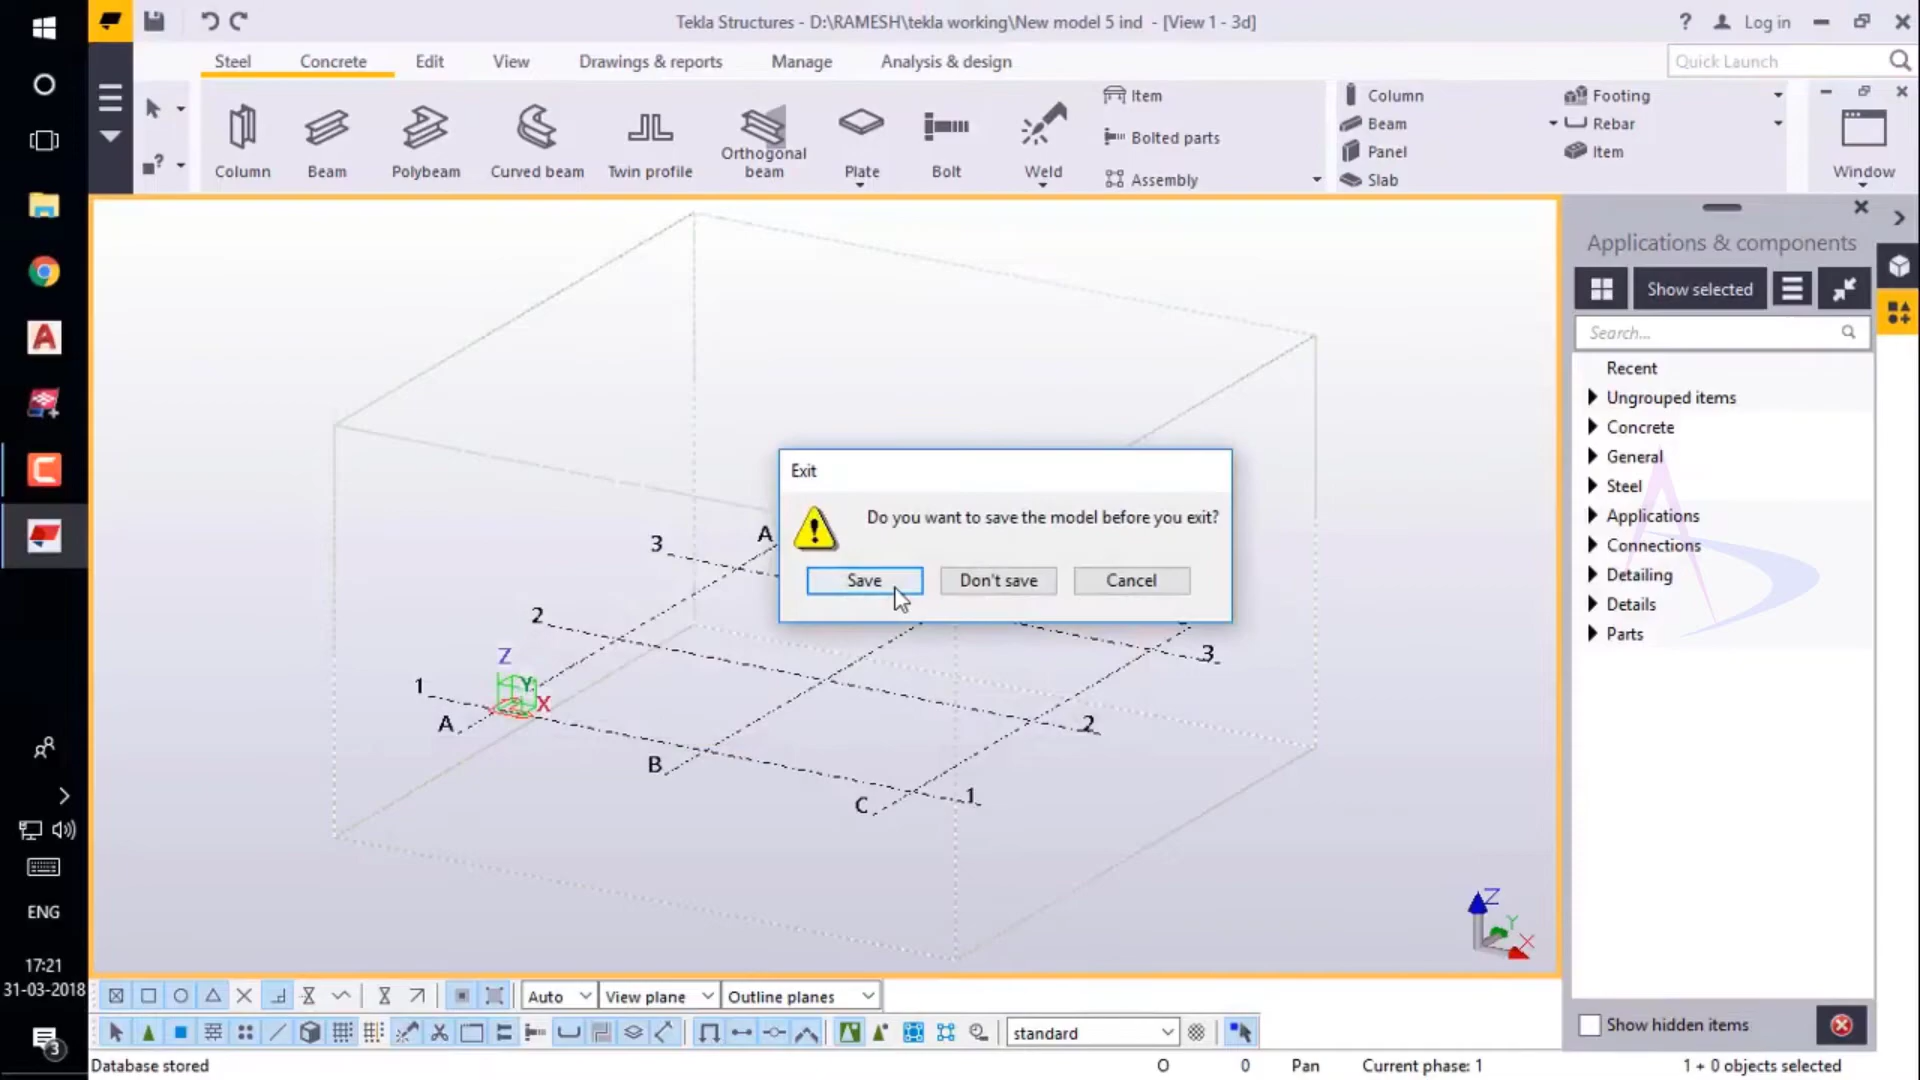 Tekla Structures - D:\RAMESH\tekla working\New model 5 ind - [View 1 - 3d]
? Log in
Steel Concrete Edit View Drawings & reports Manage Analysis & design
Quick Launch
Column
Beam
Polybeam
Curved beam
Twin profile
Orthogonal
beam
Plate
Bolt
Weld
Item
Bolted parts
Assembly
Column
Beam
Panel
Slab
Footing
Rebar
Item
Window
Applications & components
Show selected
Search...
Recent
Ungrouped items
Concrete
General
Steel
Applications
Connections
Detailing
Details
Parts
Show hidden items
Exit
Do you want to save the model before you exit?
Save Don't save Cancel
3 A
2
Z
1 Y
X
A
B
C 1
2
3
Z
Y
X
ENG
17:21
31-03-2018
3
Auto View plane Outline planes
standard
Database stored O 0 Pan Current phase: 1 1 + 0 objects selected